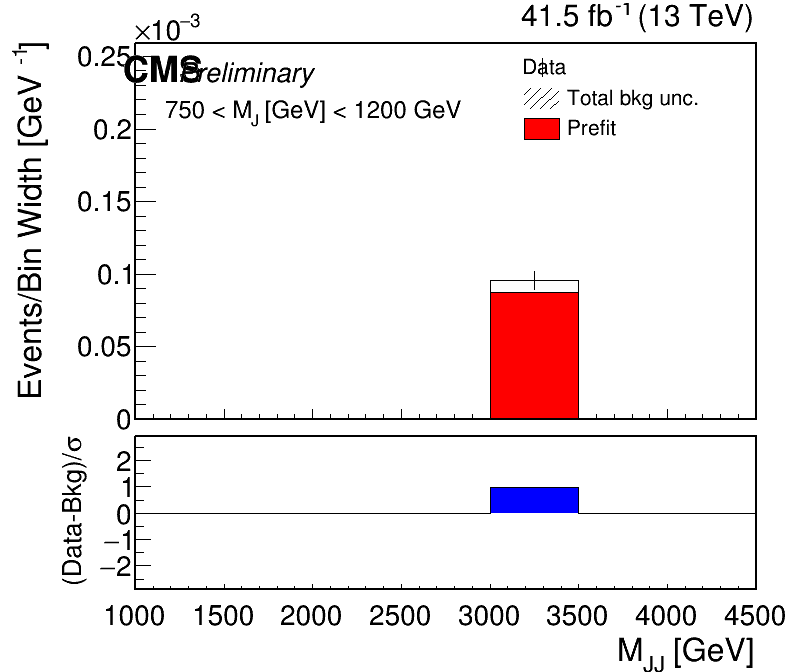 ×10⁻³
41.5 fb⁻¹ (13 TeV)
CMS Preliminary
750 < M_J [GeV] < 1200 GeV
Data
Total bkg unc.
Prefit
Events/Bin Width [GeV⁻¹]
0.25
0.2
0.15
0.1
0.05
0
(Data-Bkg)/σ
2
1
0
−1
−2
1000 1500 2000 2500 3000 3500 4000 4500
M_JJ [GeV]